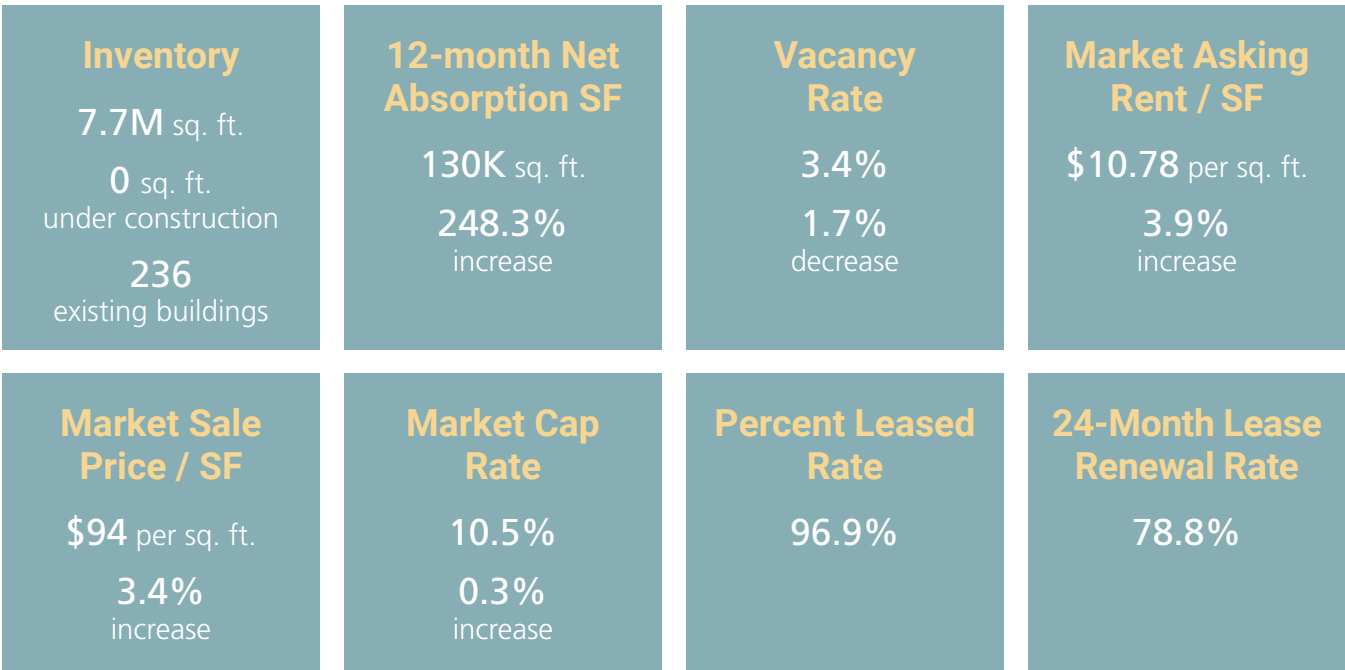 Inventory
7.7M sq. ft.
0 sq. ft.
under construction
236
existing buildings
12-month Net
Absorption SF
130K sq. ft.
248.3%
increase
Vacancy
Rate
3.4%
1.7%
decrease
Market Asking
Rent / SF
$10.78 per sq. ft.
3.9%
increase
Market Sale
Price / SF
$94 per sq. ft.
3.4%
increase
Market Cap
Rate
10.5%
0.3%
increase
Percent Leased
Rate
96.9%
24-Month Lease
Renewal Rate
78.8%